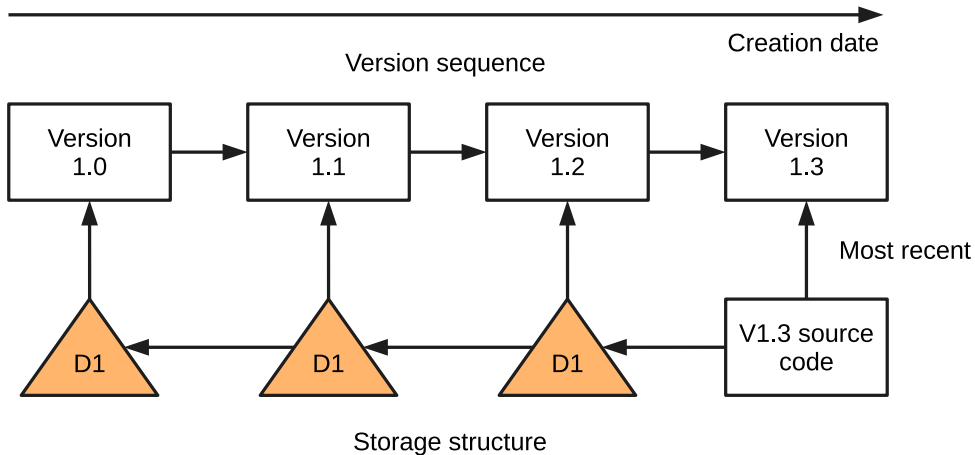 Creation date
Version sequence
Version
1.0
Version
1.1
Version
1.2
Version
1.3
Most recent
D1
D1
D1
V1.3 source
code
Storage structure